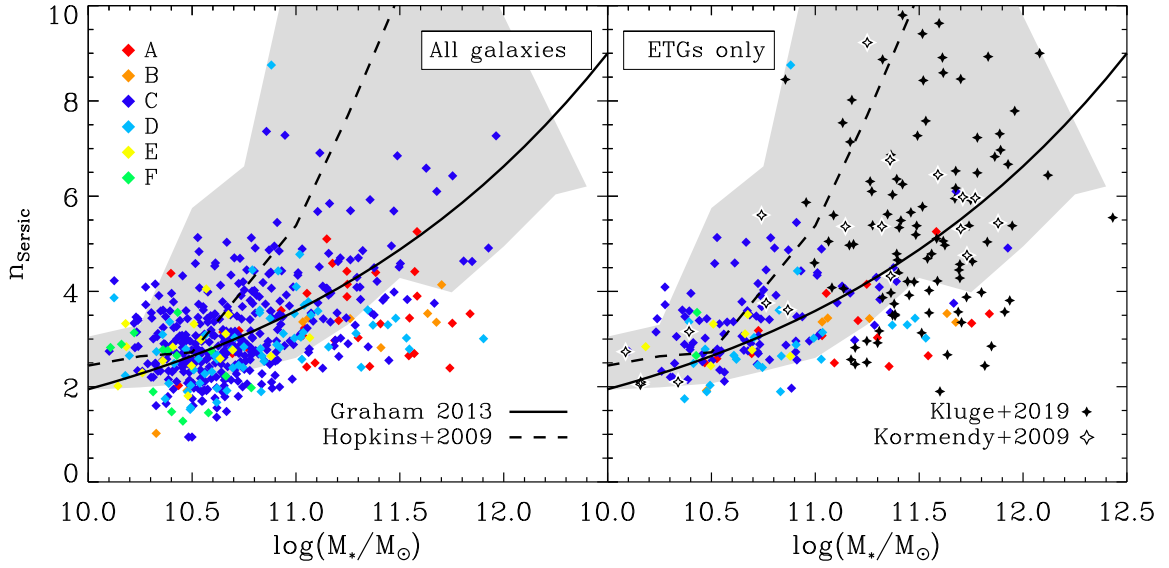 All galaxies
ETGs only
A
B
C
D
E
F
Graham 2013
Hopkins+2009
Kluge+2019
Kormendy+2009
n_Sersic
0
2
4
6
8
10
10.0
10.5
11.0
11.5
12.0
10.0
10.5
11.0
11.5
12.0
12.5
log(M_*/M_⊙)
log(M_*/M_⊙)